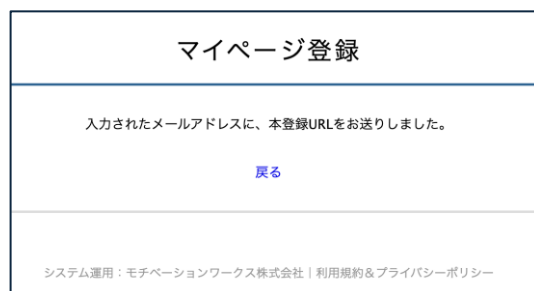 マイページ登録
入力されたメールアドレスに、本登録URLをお送りしました。
戻る
システム運用：モチベーションワークス株式会社｜利用規約＆プライバシーポリシー